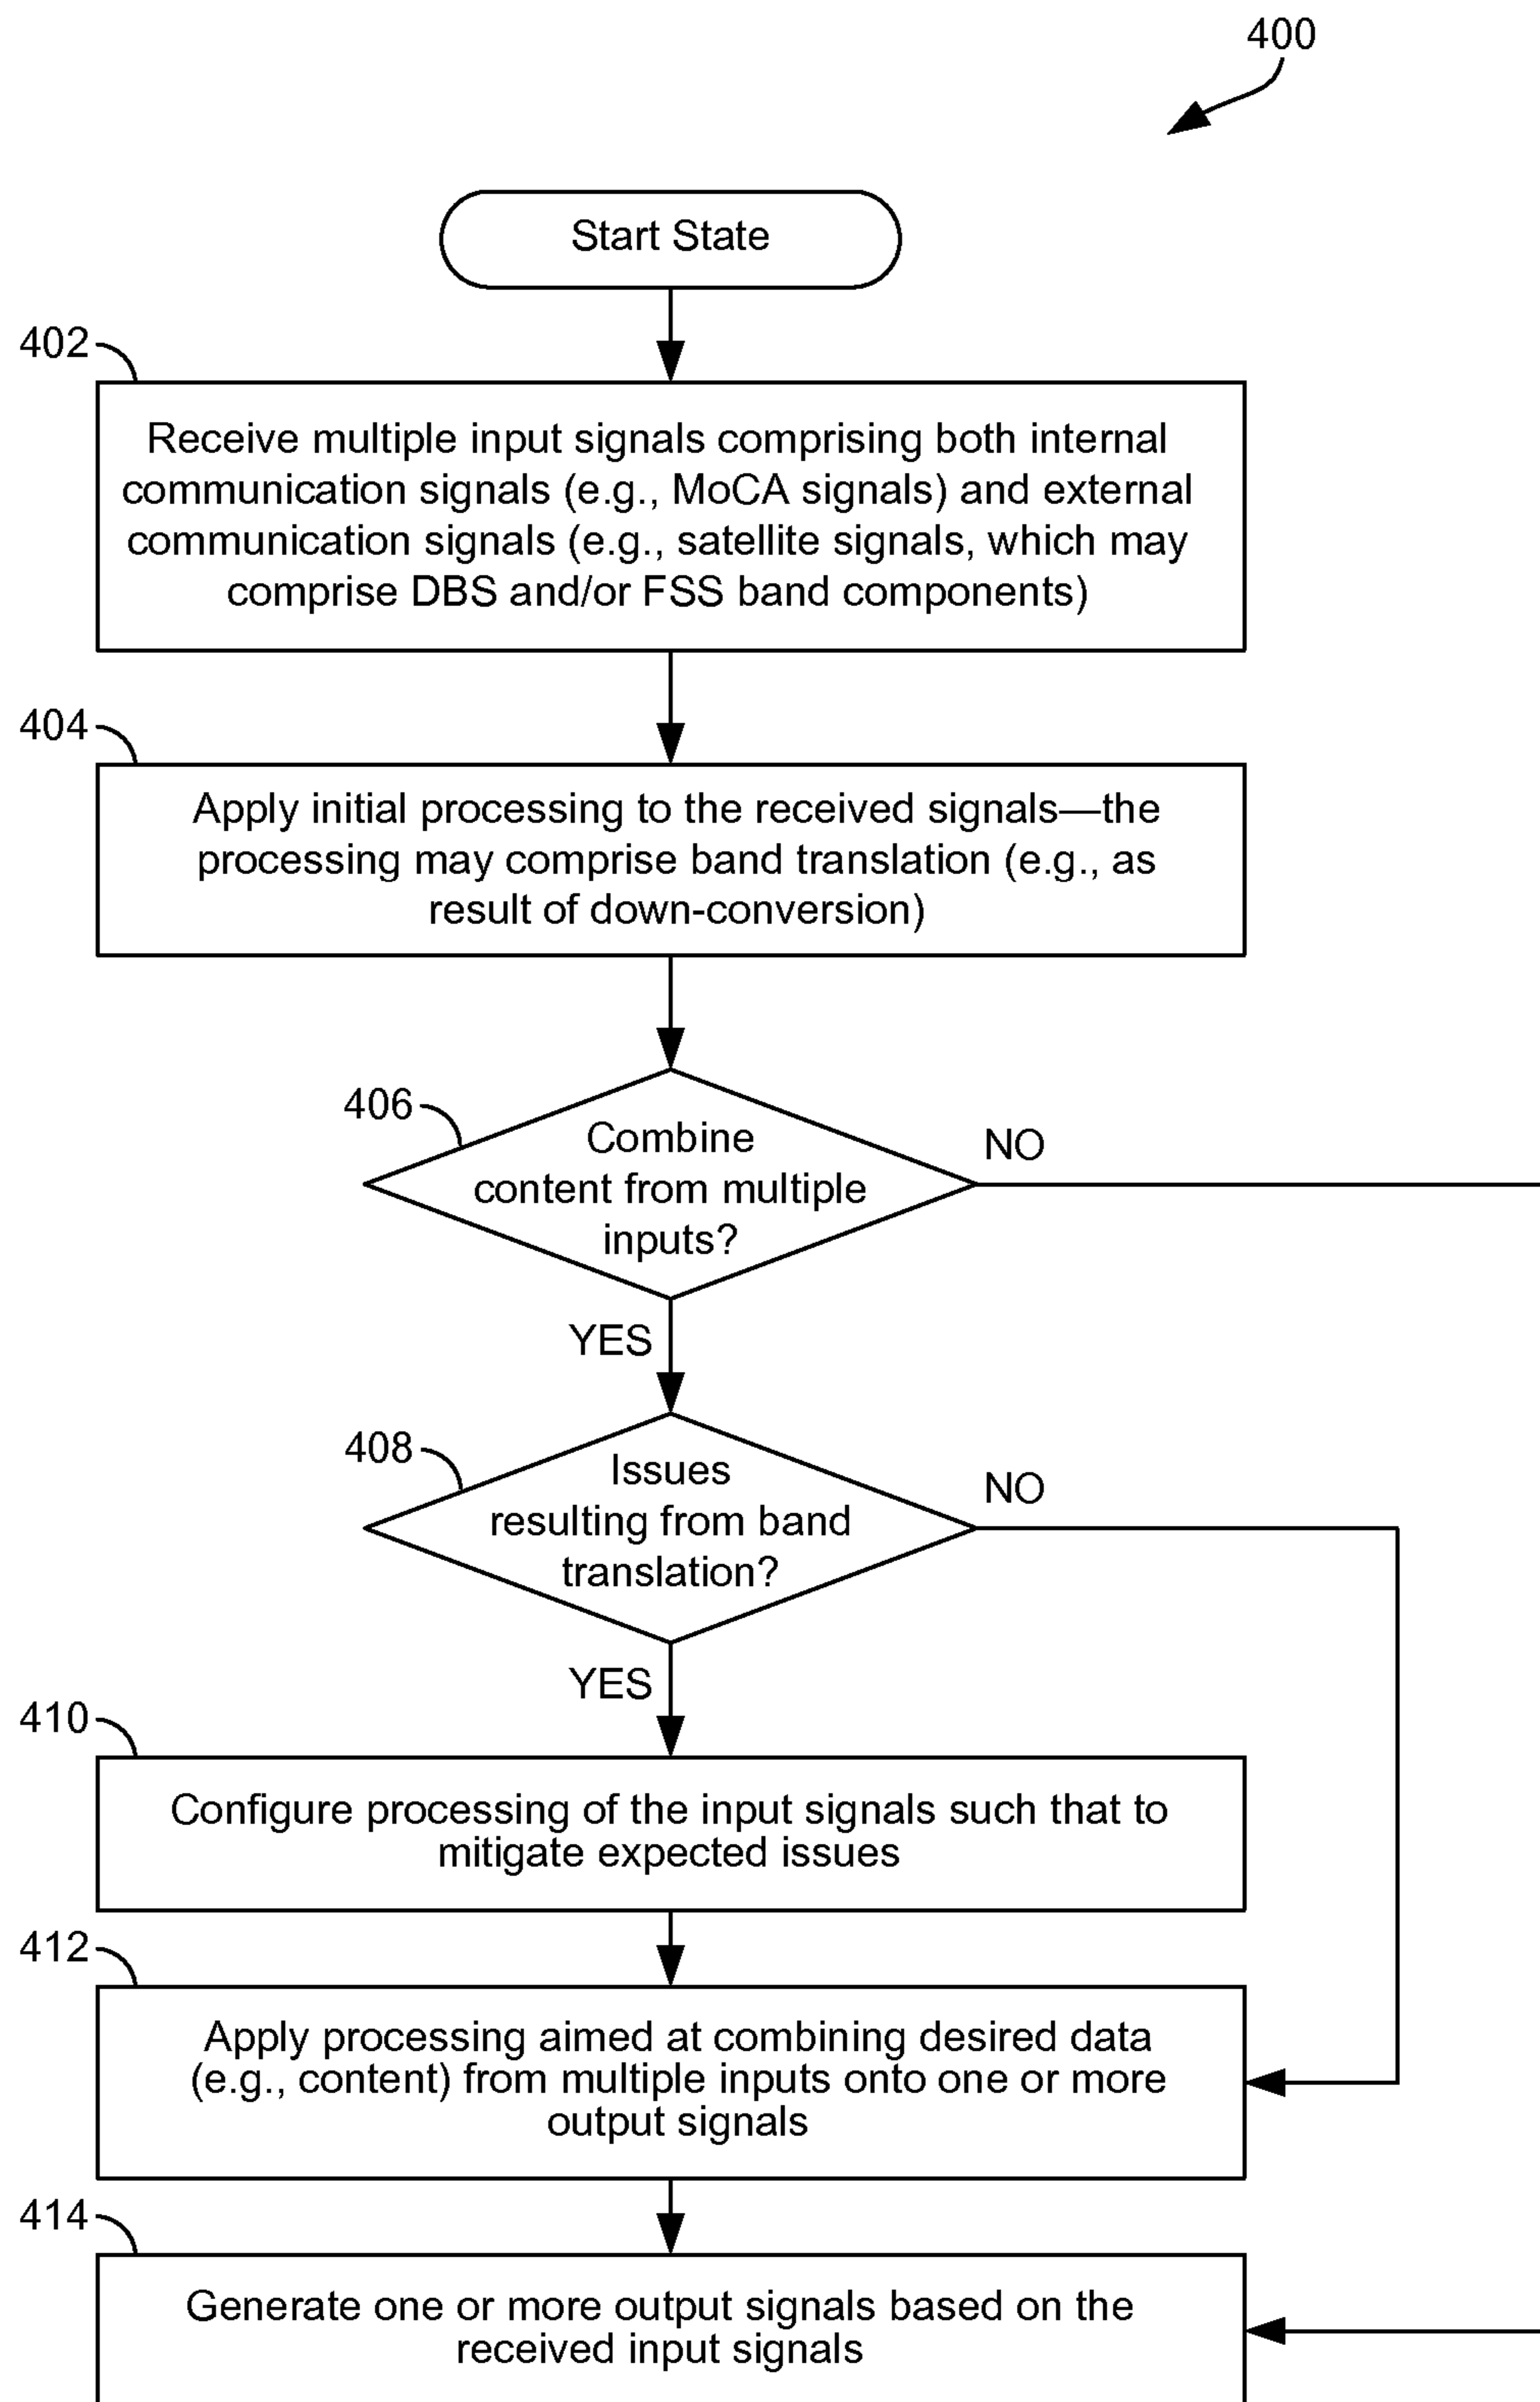 400
Start State
402
Receive multiple input signals comprising both internal
communication signals (e.g., MoCA signals) and external
communication signals (e.g., satellite signals, which may
comprise DBS and/or FSS band components)
404
Apply initial processing to the received signals—the
processing may comprise band translation (e.g., as
result of down-conversion)
406
Combine
content from multiple
inputs?
NO
YES
408
Issues
resulting from band
translation?
NO
YES
410
Configure processing of the input signals such that to
mitigate expected issues
412
Apply processing aimed at combining desired data
(e.g., content) from multiple inputs onto one or more
output signals
414
Generate one or more output signals based on the
received input signals